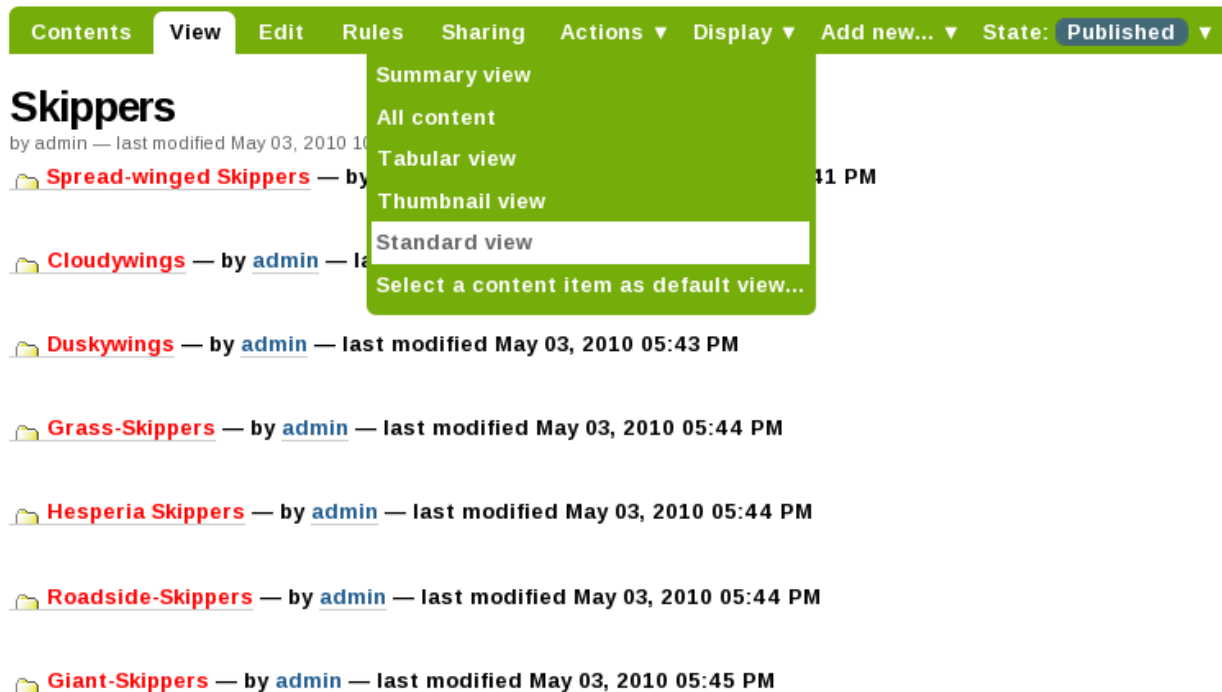 Contents View Edit Rules Sharing Actions ▼ Display ▼ Add new... ▼ State: Published ▼
Summary view
All content
Tabular view
Thumbnail view
Standard view
Select a content item as default view...
Skippers
by admin — last modified May 03, 2010
Spread-winged Skippers — by 41 PM
Cloudywings — by admin —
Duskywings — by admin — last modified May 03, 2010 05:43 PM
Grass-Skippers — by admin — last modified May 03, 2010 05:44 PM
Hesperia Skippers — by admin — last modified May 03, 2010 05:44 PM
Roadside-Skippers — by admin — last modified May 03, 2010 05:44 PM
Giant-Skippers — by admin — last modified May 03, 2010 05:45 PM